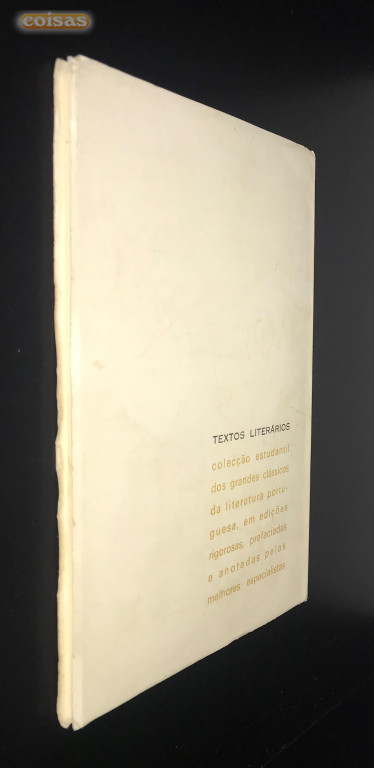 coisas
TEXTOS LITERÁRIOS
colecção estudantil
dos grandes clássicos
da literatura portu-
guesa, em edições
rigorosas, prefaciadas
e anotadas pelos
melhores especialistas